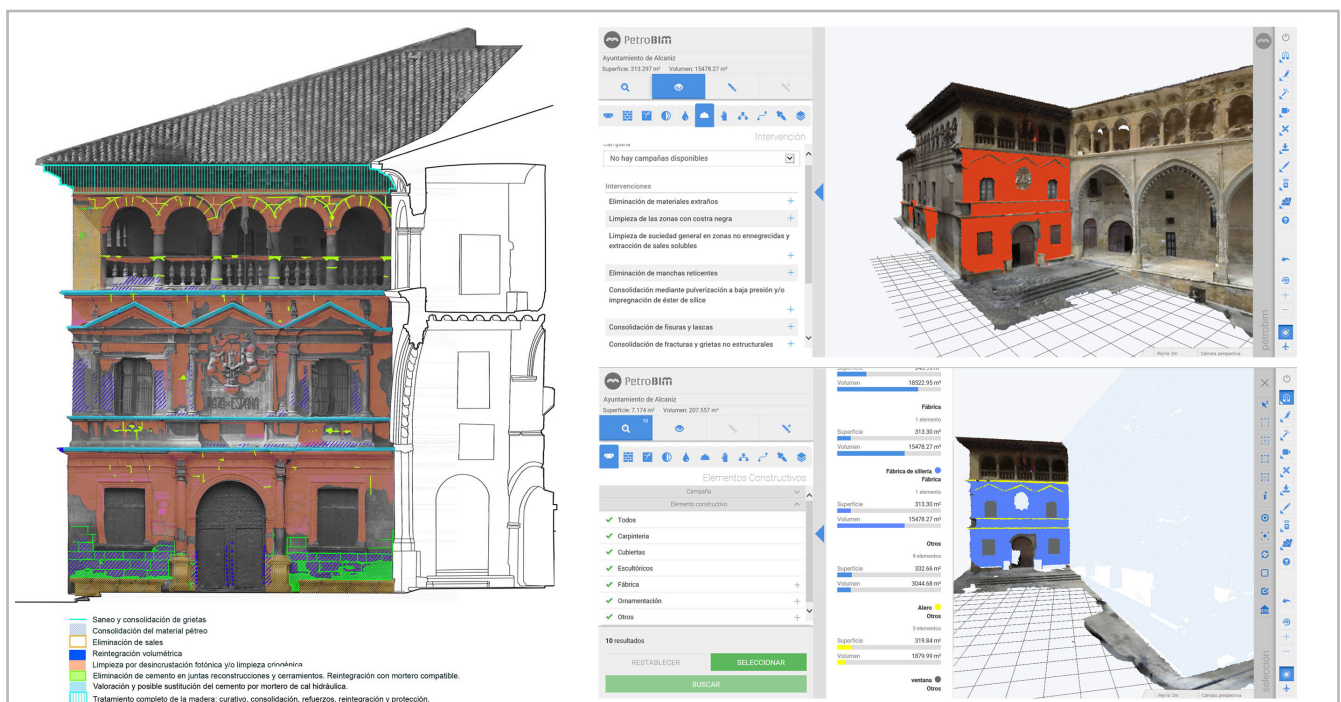 PLAZA DE ESPAÑA
Saneo y consolidación de grietas
Consolidación del material pétreo
Eliminación de sales
Reintegración volumétrica
Limpieza por desincrustación fotónica y/o limpieza criogénica.
Eliminación de cemento en juntas reconstrucciones y cerramientos. Reintegración con mortero compatible.
Valoración y posible sustitución del cemento por mortero de cal hidráulica.
Tratamiento completo de la madera: curativo, consolidación, refuerzos, reintegración y protección.
PetroBIM
Ayuntamiento de Alcaniz
Superficie: 313.297 m² Volumen: 15478.27 m³
Intervención
Campaña
No hay campañas disponibles
Intervenciones
Eliminación de materiales extraños +
Limpieza de las zonas con costra negra +
Limpieza de suciedad general en zonas no ennegrecidas y
extracción de sales solubles
+
Eliminación de manchas reticentes +
Consolidación mediante pulverización a baja presión y/o
impregnación de éster de sílice
+
Consolidación de fisuras y lascas +
Consolidación de fracturas y grietas no estructurales +
petrobim
Rejilla 2m Cámara perspectiva
PetroBIM
Ayuntamiento de Alcaniz
Superficie: 7.174 m² Volumen: 207.557 m³
10
Elementos Constructivos
Campaña
Elemento constructivo
Todos
Carpintería
Cubiertas
Escultóricos
Fábrica +
Ornamentación +
Otros +
10 resultados
RESTABLECER SELECCIONAR
BUSCAR
Superficie
Volumen 18522.95 m³
Fábrica
1 elemento
Superficie 313.30 m²
Volumen 15478.27 m³
Fábrica de sillería
Fábrica
1 elemento
Superficie 313.30 m²
Volumen 15478.27 m³
Otros
9 elementos
Superficie 332.66 m²
Volumen 3044.68 m³
Alero
Otros
5 elementos
Superficie 319.84 m²
Volumen 1879.99 m³
ventana
Otros
selección
petrobim
Rejilla 2m Cámara perspectiva